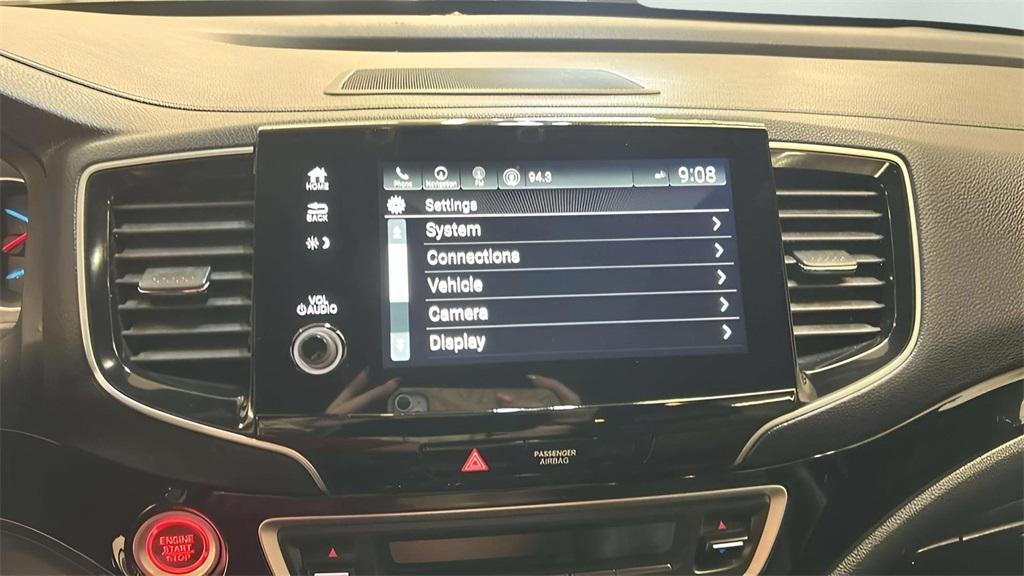 Phone Navigation FM 94.3 9:08
HOME
BACK
Settings
System
Connections
Vehicle
Camera
Display
VOL
AUDIO
PASSENGER
AIRBAG
ENGINE
START
STOP